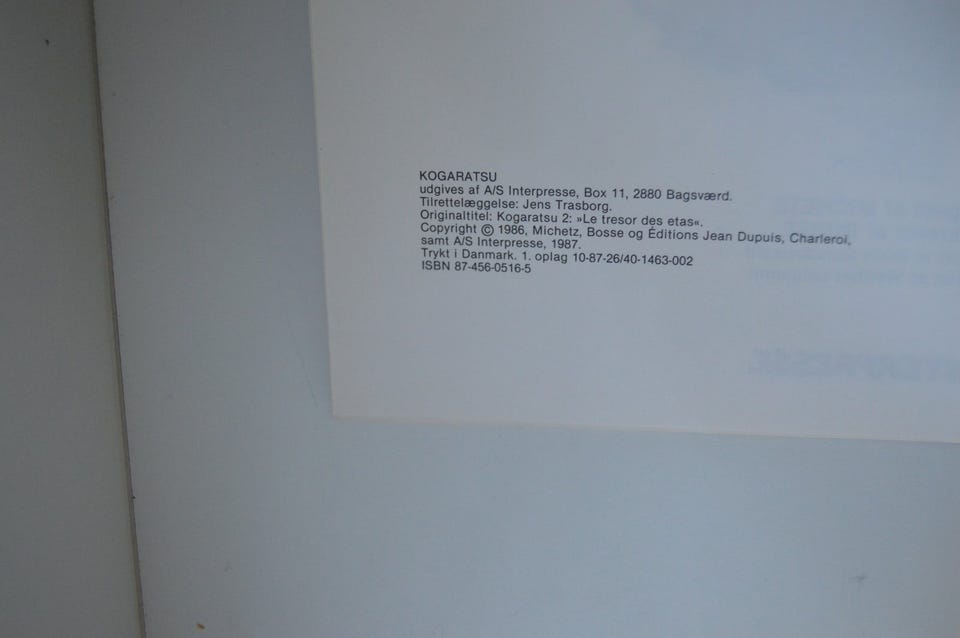 KOGARATSU
udgives af A/S Interpresse, Box 11, 2880 Bagsværd.
Tilrettelæggelse: Jens Trasborg.
Originaltitel: Kogaratsu 2: »Le tresor des etas«.
Copyright © 1986, Michetz, Bosse og Éditions Jean Dupuis, Charleroi,
samt A/S Interpresse, 1987.
Trykt i Danmark. 1. oplag 10-87-26/40-1463-002
ISBN 87-456-0516-5